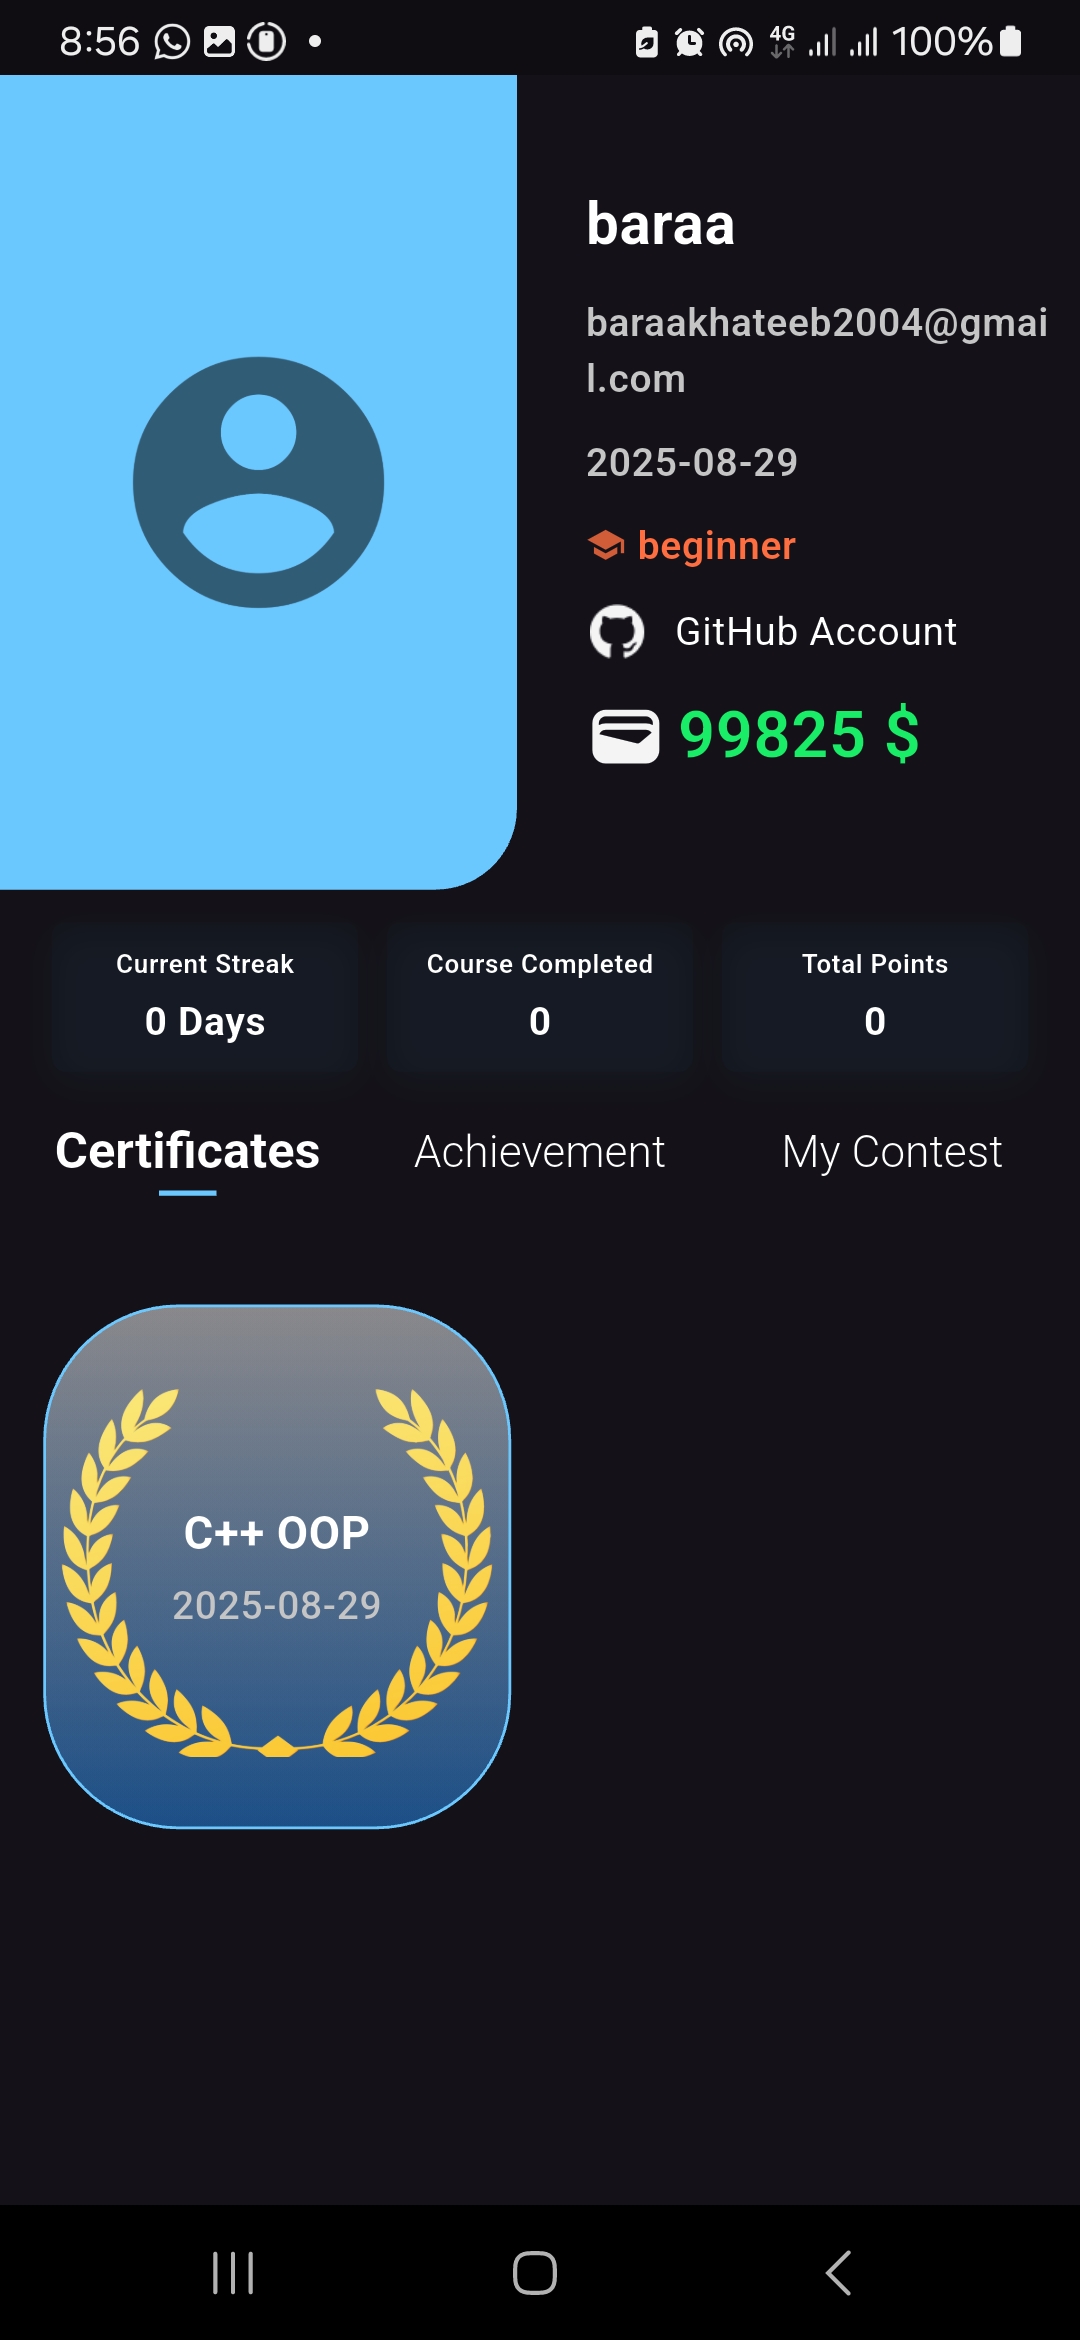 8:56
4G
100%
baraa
baraakhateeb2004@gmai
l.com
2025-08-29
beginner
GitHub Account
99825 $
Current Streak
0 Days
Course Completed
0
Total Points
0
Certificates
Achievement
My Contest
C++ OOP
2025-08-29